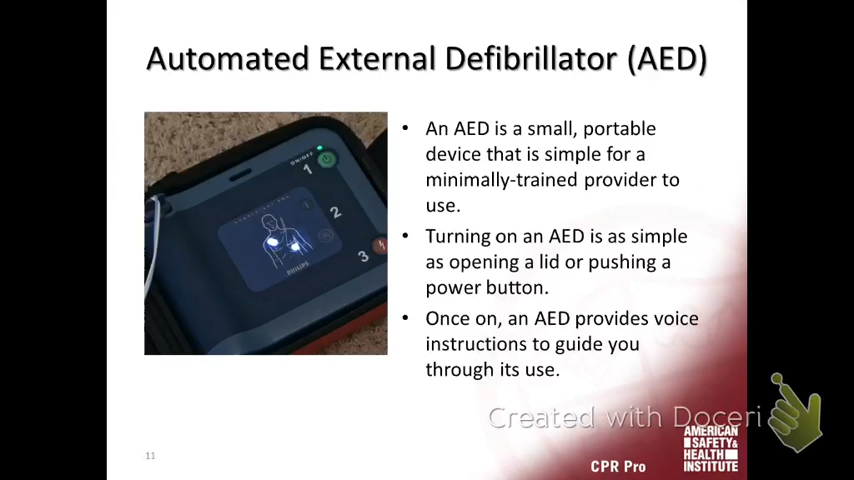 Automated External Defibrillator (AED)
ON/OFF
1
2
3
PHILIPS
• An AED is a small, portable
device that is simple for a
minimally-trained provider to
use.
• Turning on an AED is as simple
as opening a lid or pushing a
power button.
• Once on, an AED provides voice
instructions to guide you
through its use.
Created with Doceri
11
CPR Pro
AMERICAN
SAFETY &
HEALTH
INSTITUTE